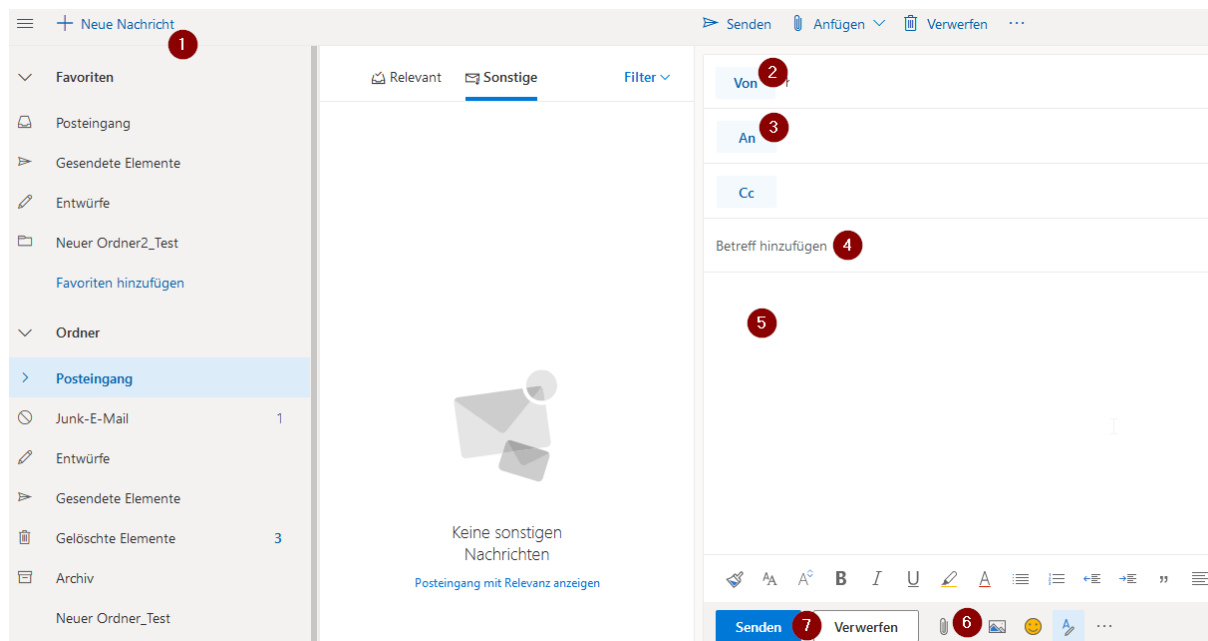 Neue Nachricht
1
Senden
Anfügen
Verwerfen
Favoriten
Posteingang
Gesendete Elemente
Entwürfe
Neuer Ordner2_Test
Favoriten hinzufügen
Ordner
Posteingang
Junk-E-Mail 1
Entwürfe
Gesendete Elemente
Gelöschte Elemente 3
Archiv
Neuer Ordner_Test
Relevant
Sonstige
Filter
Keine sonstigen
Nachrichten
Posteingang mit Relevanz anzeigen
Von 2
An 3
Cc
Betreff hinzufügen 4
5
B I U A
Senden 7 Verwerfen 6